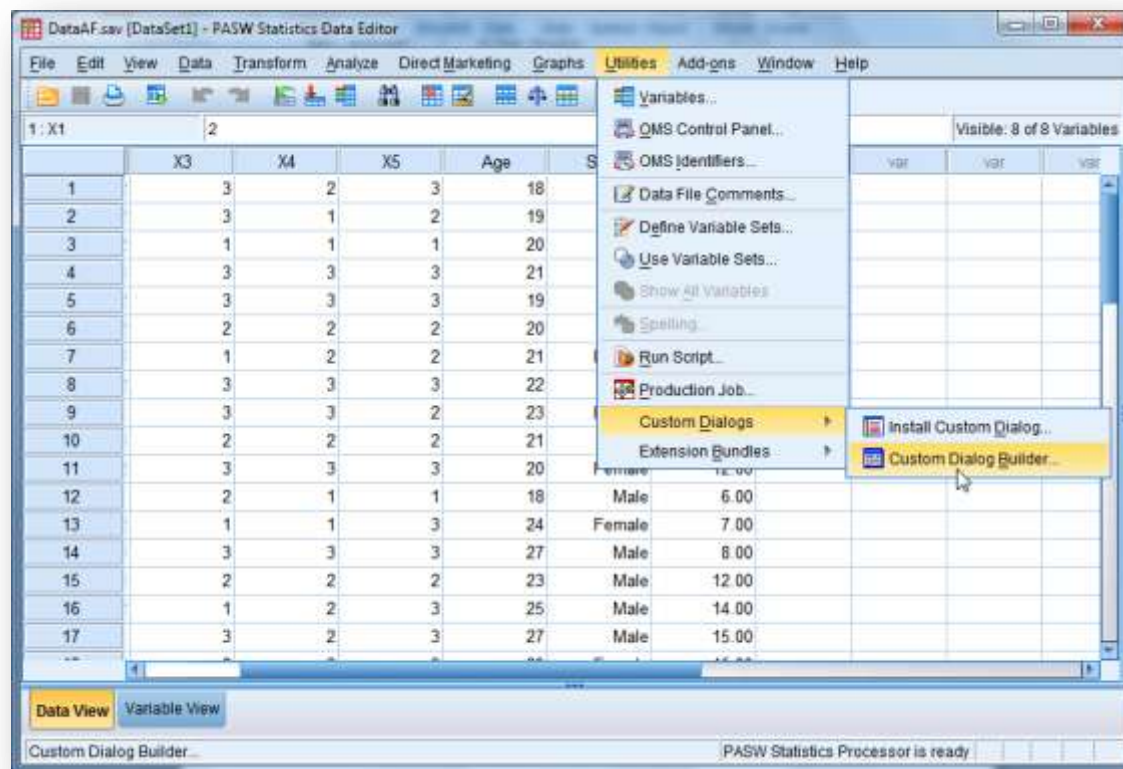 DataAF.sav [DataSet1] - PASW Statistics Data Editor
File Edit View Data Transform Analyze Direct Marketing Graphs Utilities Add-ons Window Help
1 : X1 2 Visible: 8 of 8 Variables
X3 X4 X5 Age S var var var
1 3 2 3 18
2 3 1 2 19
3 1 1 1 20
4 3 3 3 21
5 3 3 3 19
6 2 2 2 20
7 1 2 2 21
8 3 3 3 22
9 3 3 2 23
10 2 2 2 21
11 3 3 3 20 Female 12.00
12 2 1 1 18 Male 6.00
13 1 1 3 24 Female 7.00
14 3 3 3 27 Male 8.00
15 2 2 2 23 Male 12.00
16 1 2 3 25 Male 14.00
17 3 2 3 27 Male 15.00
Variables...
OMS Control Panel...
OMS Identifiers...
Data File Comments...
Define Variable Sets...
Use Variable Sets...
Show All Variables
Spelling...
Run Script...
Production Job...
Custom Dialogs
Extension Bundles
Install Custom Dialog...
Custom Dialog Builder...
Data View Variable View
Custom Dialog Builder... PASW Statistics Processor is ready